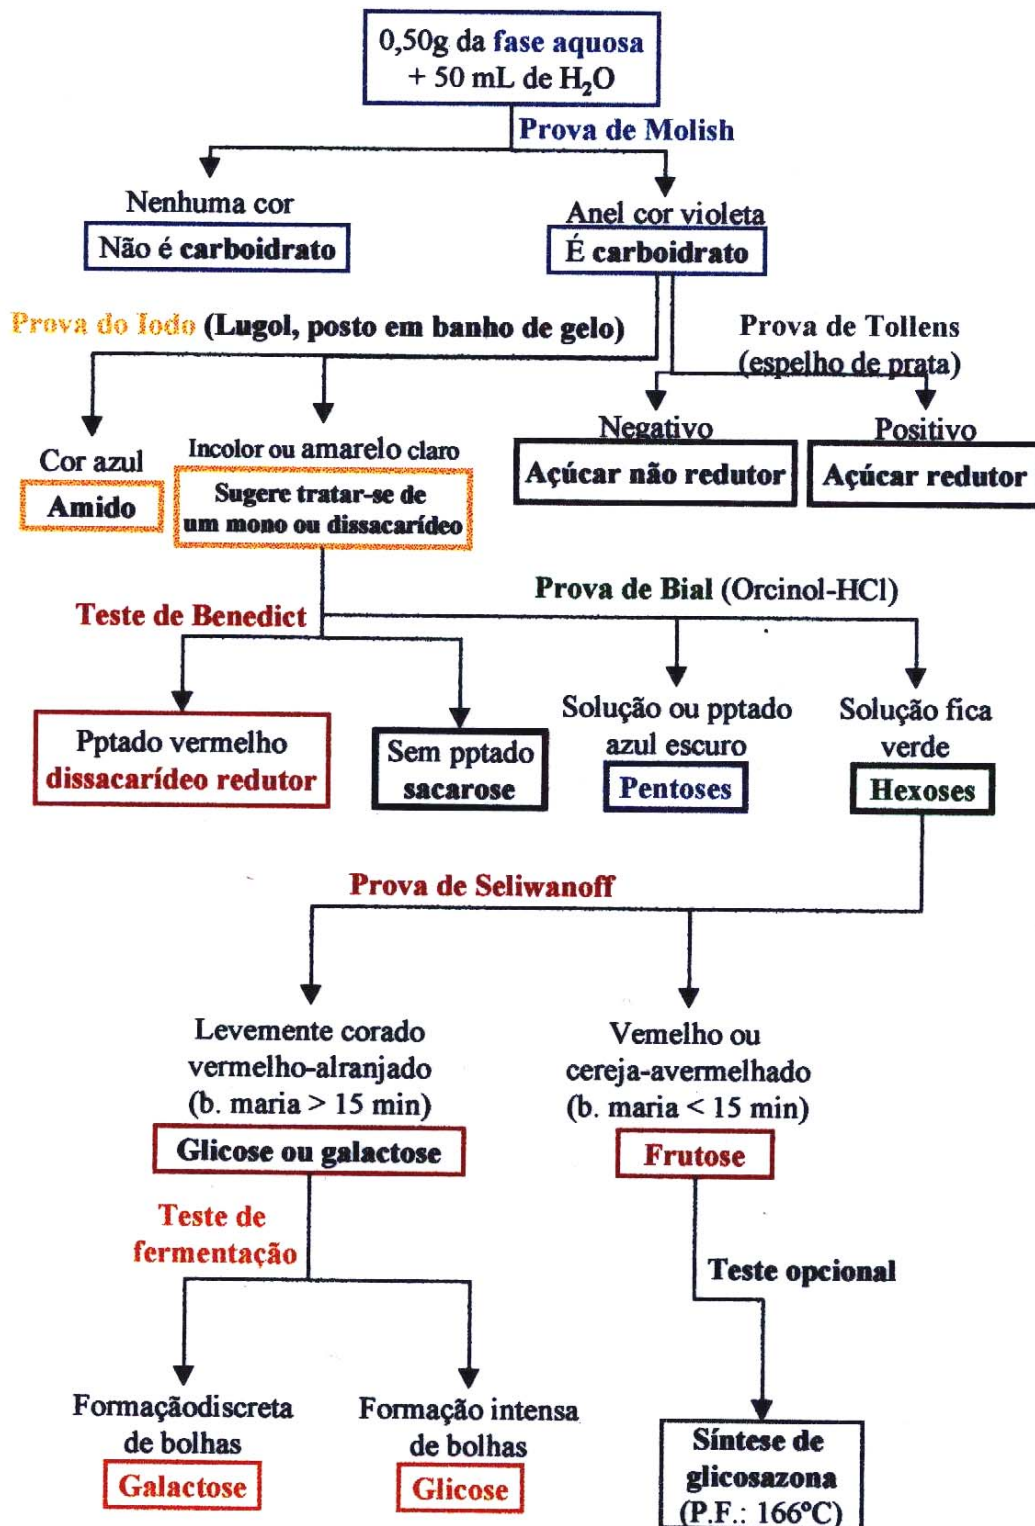 0,50g da fase aquosa
+ 50 mL de H₂O
Prova de Molish
Nenhuma cor
Não é carboidrato
Anel cor violeta
É carboidrato
Prova do Iodo (Lugol, posto em banho de gelo)
Prova de Tollens
(espelho de prata)
Cor azul
Amido
Incolor ou amarelo claro
Sugere tratar-se de
um mono ou dissacarídeo
Negativo
Açúcar não redutor
Positivo
Açúcar redutor
Teste de Benedict
Prova de Bial (Orcinol-HCl)
Pptado vermelho
dissacarídeo redutor
Sem pptado
sacarose
Solução ou pptado
azul escuro
Pentoses
Solução fica
verde
Hexoses
Prova de Seliwanoff
Levemente corado
vermelho-alranjado
(b. maria > 15 min)
Glicose ou galactose
Vemelho ou
cereja-avermelhado
(b. maria < 15 min)
Frutose
Teste de
fermentação
Teste opcional
Formaçãodiscreta
de bolhas
Galactose
Formação intensa
de bolhas
Glicose
Síntese de
glicosazona
(P.F.: 166ºC)